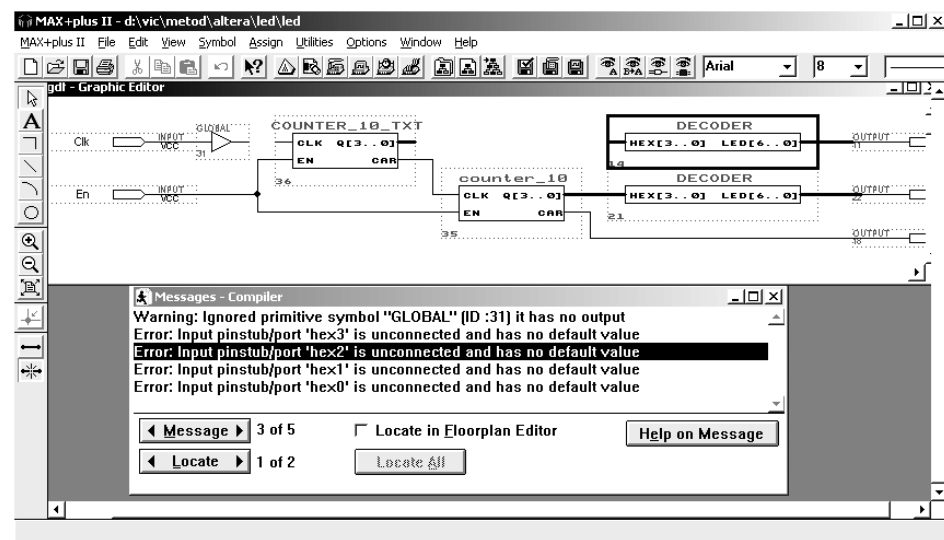 MAX+plus II - d:\vic\metod\altera\led\led
MAX+plus II File Edit View Symbol Assign Utilities Options Window Help
Arial 8
gdf - Graphic Editor
A
Clk INPUT VCC
GLOBAL
31
COUNTER_10_TXT
CLK Q[3..0]
EN CAR
36
DECODER
HEX[3..0] LED[6..0]
14
OUTPUT
11
En INPUT VCC
counter_10
CLK Q[3..0]
EN CAR
35
DECODER
HEX[3..0] LED[6..0]
21
OUTPUT
22
OUTPUT
18
Messages - Compiler
Warning: Ignored primitive symbol "GLOBAL" (ID :31) it has no output
Error: Input pinstub/port 'hex3' is unconnected and has no default value
Error: Input pinstub/port 'hex2' is unconnected and has no default value
Error: Input pinstub/port 'hex1' is unconnected and has no default value
Error: Input pinstub/port 'hex0' is unconnected and has no default value
Message 3 of 5
Locate in Floorplan Editor
Help on Message
Locate 1 of 2
Locate All